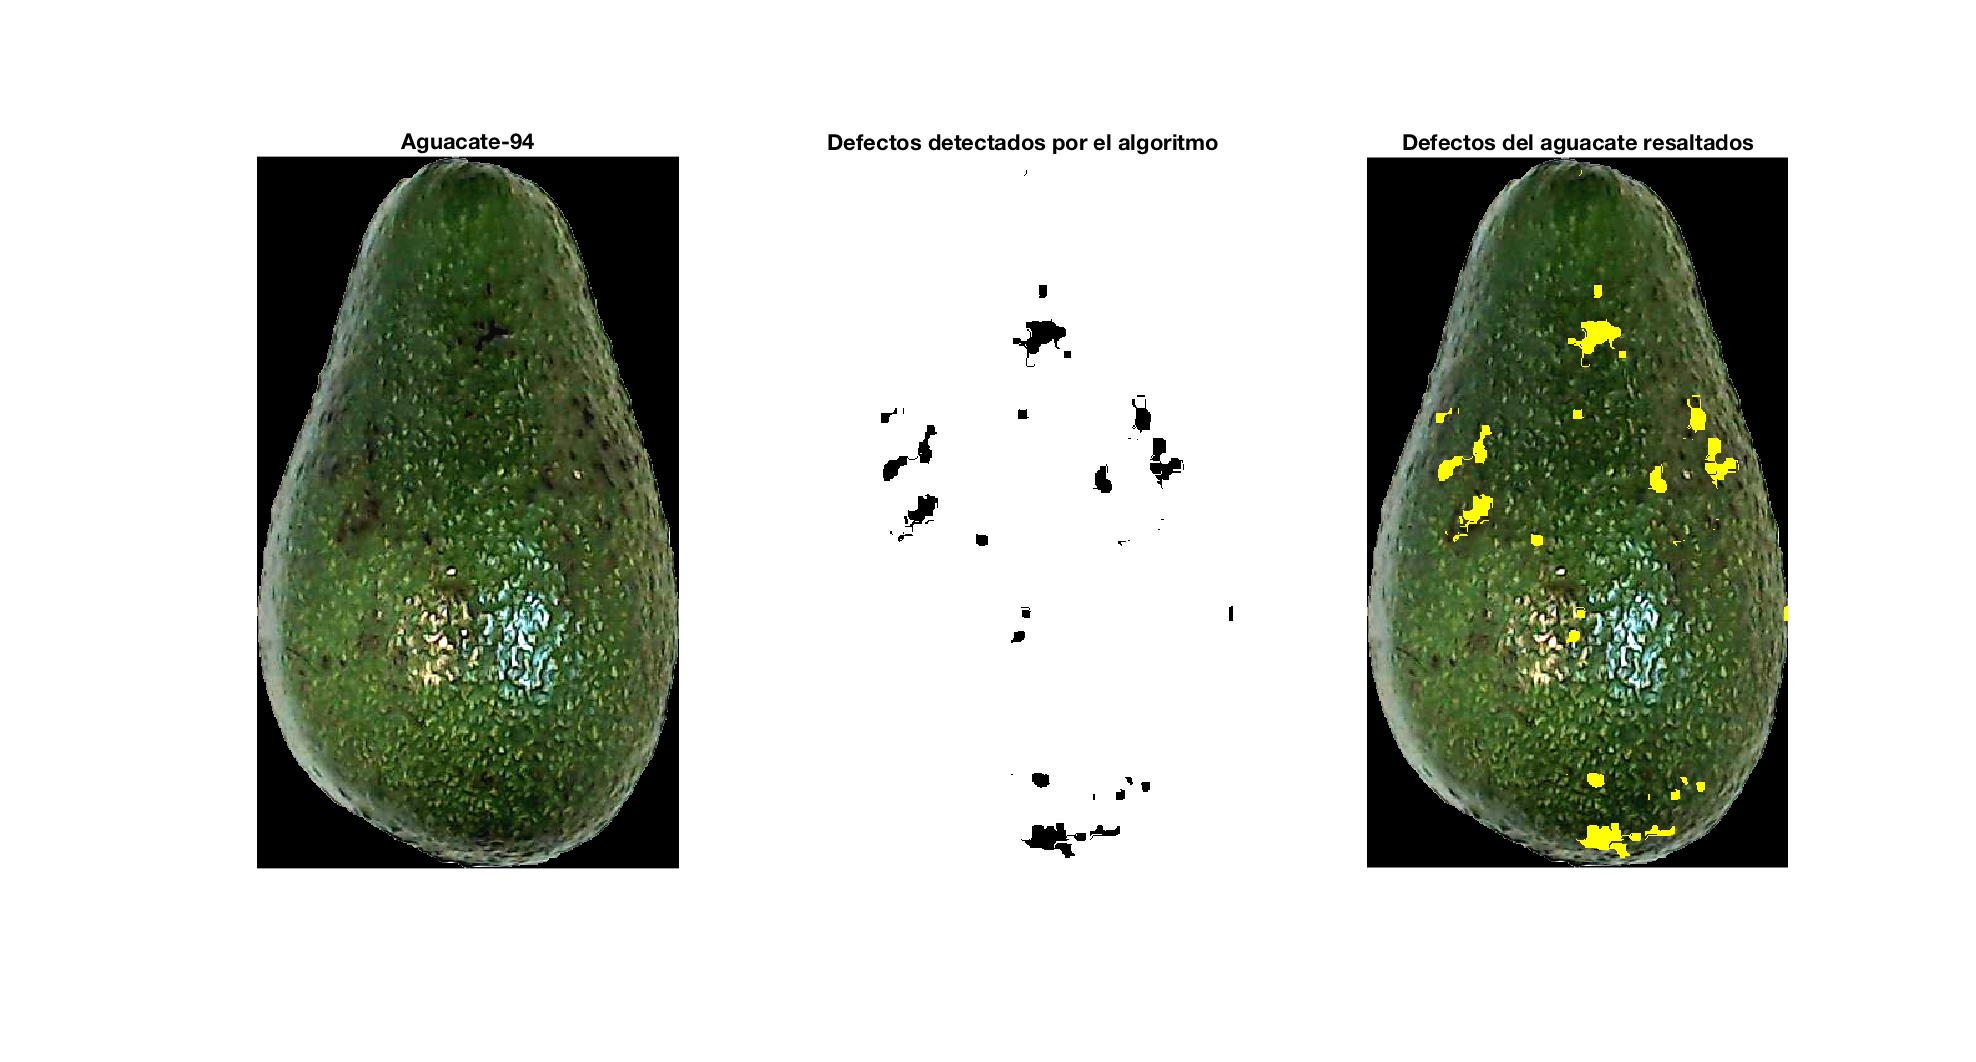 Aguacate-94
Defectos detectados por el algoritmo
Defectos del aguacate resaltados